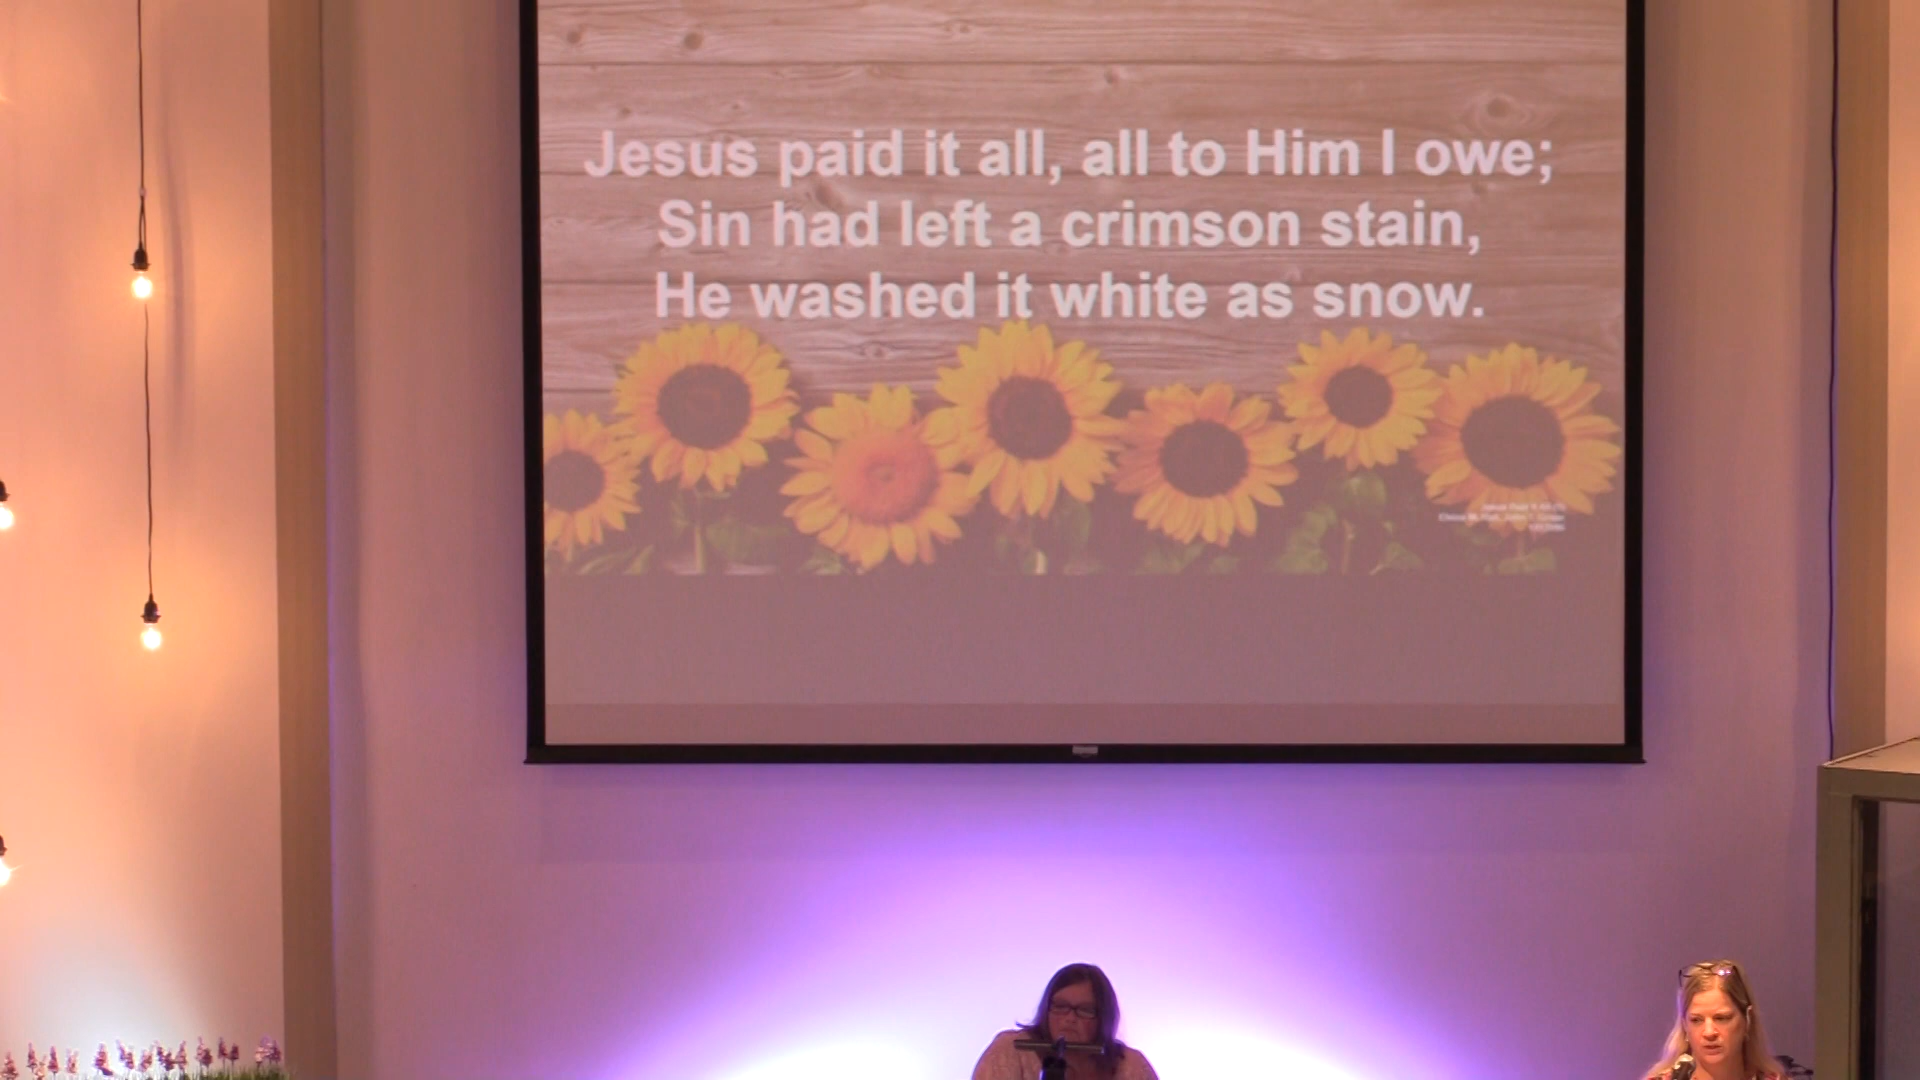 Jesus paid it all, all to Him I owe;
Sin had left a crimson stain,
He washed it white as snow.